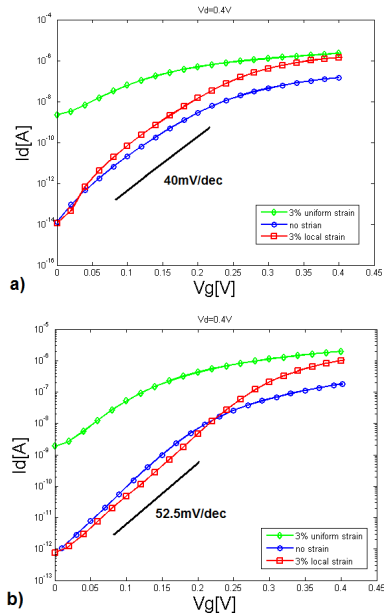 Vd=0.4V
10^-4
10^-6
10^-8
10^-10
10^-12
10^-14
10^-16
Id[A]
40mV/dec
3% uniform strain
no strian
3% local strain
0 0.05 0.1 0.15 0.2 0.25 0.3 0.35 0.4 0.45
a)
Vg[V]
Vd=0.4V
10^-5
10^-6
10^-7
10^-8
10^-9
10^-10
10^-11
10^-12
10^-13
Id[A]
52.5mV/dec
3% uniform strain
no strain
3% local strain
0 0.05 0.1 0.15 0.2 0.25 0.3 0.35 0.4 0.45
b)
Vg[V]